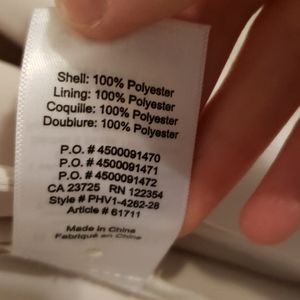 Shell: 100% Polyester
Lining: 100% Polyester
Coquille: 100% Polyester
Doublure: 100% Polyester
P.O. # 4500091470
P.O. # 4500091471
P.O. # 4500091472
CA 23725 RN 122354
Style # PHV1-4262-28
Article # 61711
Made in China
Fabriqué en Chine